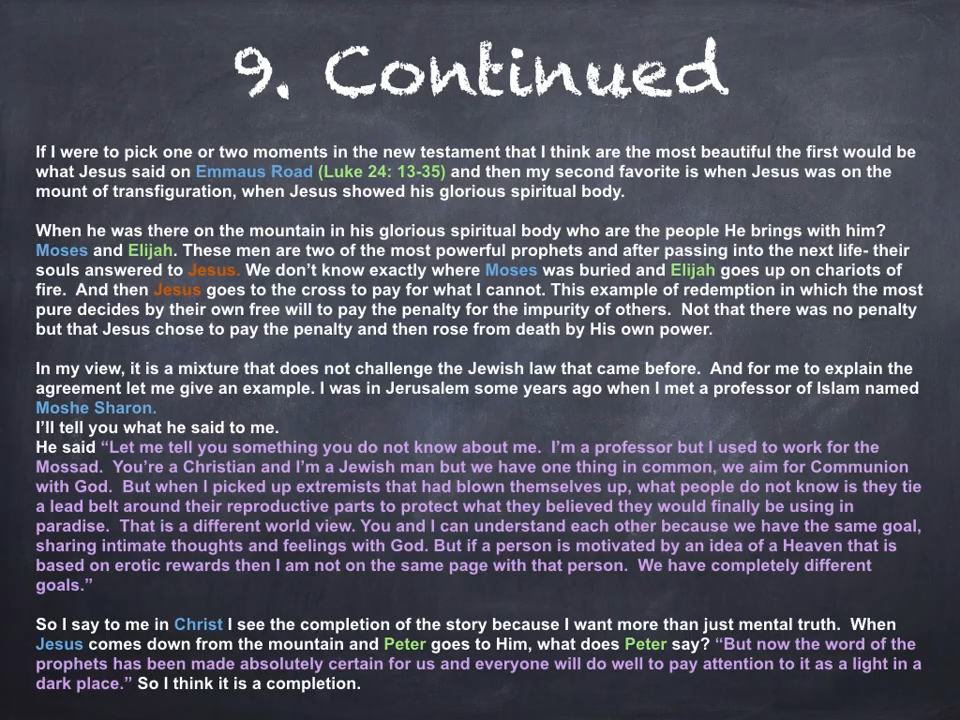 9. Continued
If I were to pick one or two moments in the new testament that I think are the most beautiful the first would be
what Jesus said on Emmaus Road (Luke 24: 13-35) and then my second favorite is when Jesus was on the
mount of transfiguration, when Jesus showed his glorious spiritual body.
When he was there on the mountain in his glorious spiritual body who are the people He brings with him?
Moses and Elijah. These men are two of the most powerful prophets and after passing into the next life- their
souls answered to Jesus. We don’t know exactly where Moses was buried and Elijah goes up on chariots of
fire. And then Jesus goes to the cross to pay for what I cannot. This example of redemption in which the most
pure decides by their own free will to pay the penalty for the impurity of others. Not that there was no penalty
but that Jesus chose to pay the penalty and then rose from death by His own power.
In my view, it is a mixture that does not challenge the Jewish law that came before. And for me to explain the
agreement let me give an example. I was in Jerusalem some years ago when I met a professor of Islam named
Moshe Sharon.
I’ll tell you what he said to me.
He said “Let me tell you something you do not know about me. I’m a professor but I used to work for the
Mossad. You’re a Christian and I’m a Jewish man but we have one thing in common, we aim for Communion
with God. But when I picked up extremists that had blown themselves up, what people do not know is they tie
a lead belt around their reproductive parts to protect what they believed they would finally be using in
paradise. That is a different world view. You and I can understand each other because we have the same goal,
sharing intimate thoughts and feelings with God. But if a person is motivated by an idea of a Heaven that is
based on erotic rewards then I am not on the same page with that person. We have completely different
goals.”
So I say to me in Christ I see the completion of the story because I want more than just mental truth. When
Jesus comes down from the mountain and Peter goes to Him, what does Peter say? “But now the word of the
prophets has been made absolutely certain for us and everyone will do well to pay attention to it as a light in a
dark place.” So I think it is a completion.